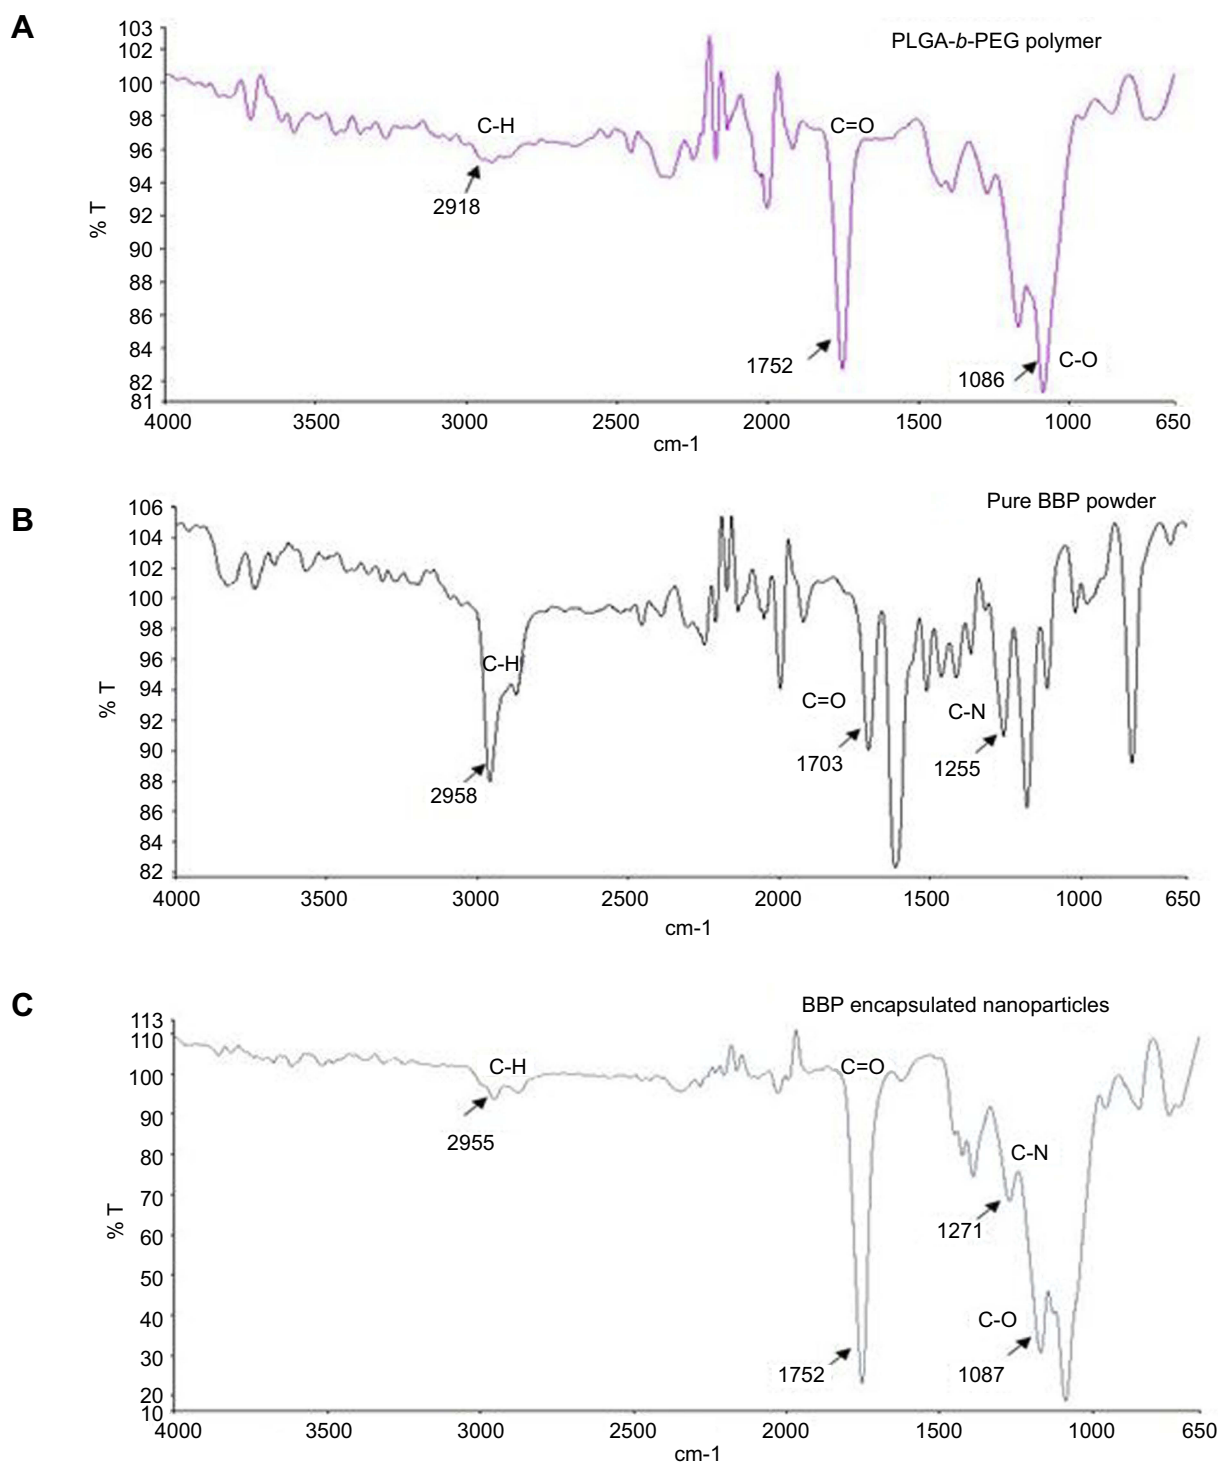 A
PLGA-b-PEG polymer
103
102
100
98
96
94
92
90
88
86
84
82
81
% T
C-H
2918
C=O
1752
1086
C-O
4000 3500 3000 2500 2000 1500 1000 650
cm-1
B
Pure BBP powder
106
104
102
100
98
96
94
92
90
88
86
84
82
% T
C-H
2958
C=O
1703
C-N
1255
4000 3500 3000 2500 2000 1500 1000 650
cm-1
C
BBP encapsulated nanoparticles
113
110
100
90
80
70
60
50
40
30
20
10
% T
C-H
2955
C=O
1752
C-N
1271
C-O
1087
4000 3500 3000 2500 2000 1500 1000 650
cm-1